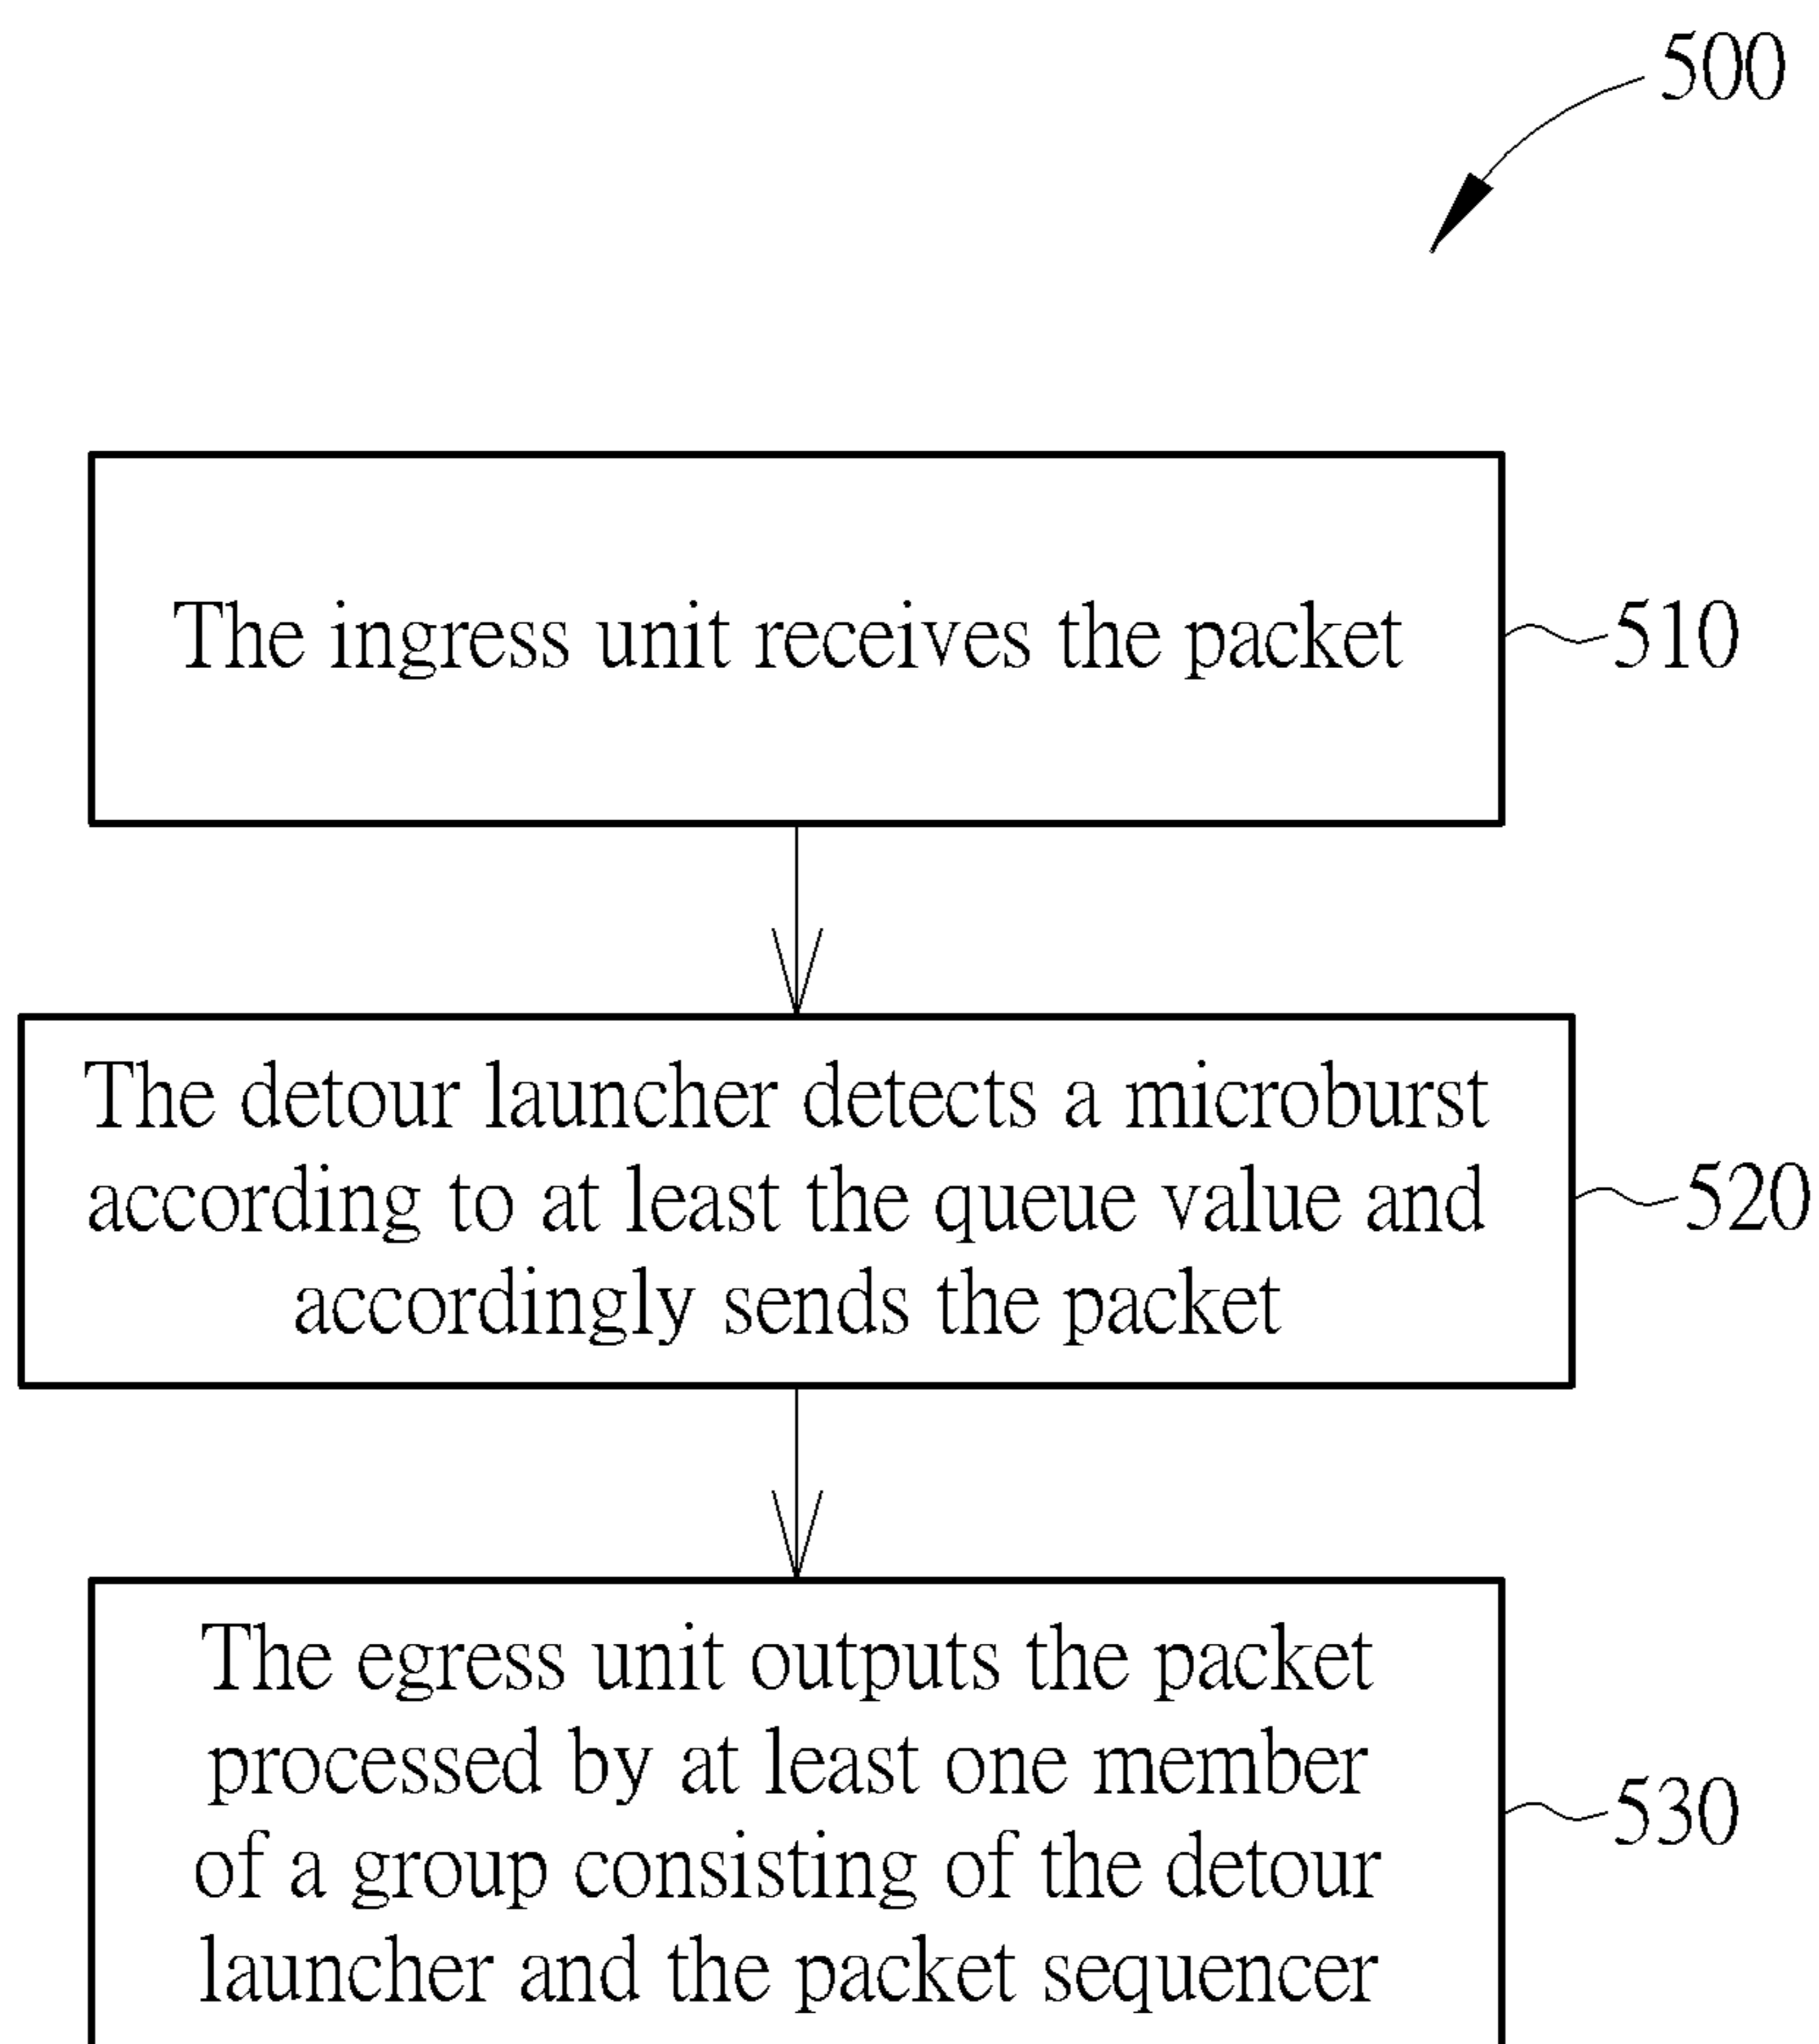 500
The ingress unit receives the packet
510
The detour launcher detects a microburst
according to at least the queue value and
accordingly sends the packet
520
The egress unit outputs the packet
processed by at least one member
of a group consisting of the detour
launcher and the packet sequencer
530